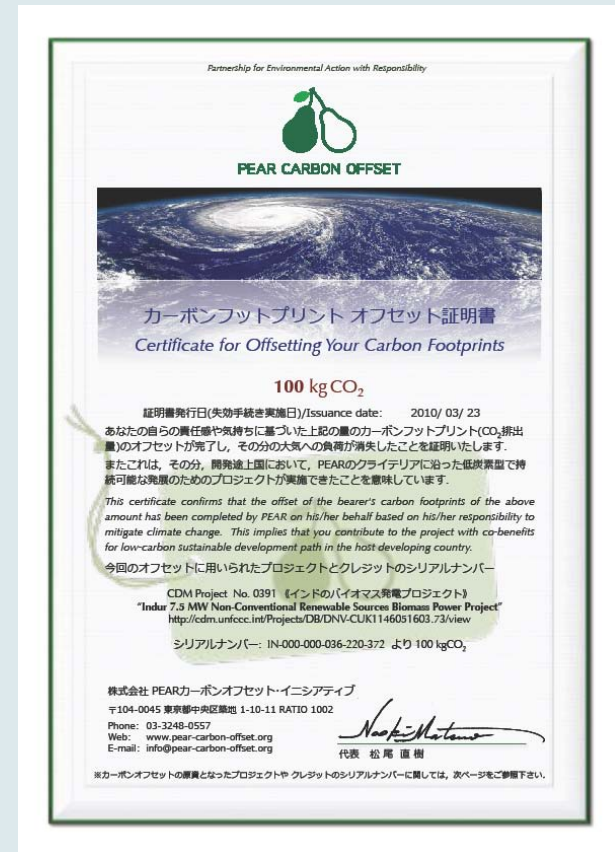 Partnership for Environmental Action with Responsibility
PEAR CARBON OFFSET
カーボンフットプリント オフセット証明書
Certificate for Offsetting Your Carbon Footprints
100 kg CO₂
証明書発行日(失効手続き実施日)/Issuance date: 2010/ 03/ 23
あなたの自らの責任感や気持ちに基づいた上記の量のカーボンフットプリント(CO₂排出
量)のオフセットが完了し，その分の大気への負荷が消失したことを証明いたします.
またこれは，その分，開発途上国において，PEARのクライテリアに沿った低炭素型で持
続可能な発展のためのプロジェクトが実施できたことを意味しています.
This certificate confirms that the offset of the bearer's carbon footprints of the above
amount has been completed by PEAR on his/her behalf based on his/her responsibility to
mitigate climate change. This implies that you contribute to the project with co-benefits
for low-carbon sustainable development path in the host developing country.
今回のオフセットに用いられたプロジェクトとクレジットのシリアルナンバー
CDM Project No. 0391 《インドのバイオマス発電プロジェクト》
"Indur 7.5 MW Non-Conventional Renewable Sources Biomass Power Project"
http://cdm.unfccc.int/Projects/DB/DNV-CUK1146051603.73/view
シリアルナンバー: IN-000-000-036-220-372 より 100 kgCO₂
株式会社 PEARカーボンオフセット・イニシアティブ
〒104-0045 東京都中央区築地 1-10-11 RATIO 1002
Phone: 03-3248-0557
Web: www.pear-carbon-offset.org
E-mail: info@pear-carbon-offset.org
Naoki Matsuo
代表 松尾 直樹
※カーボンオフセットの原資となったプロジェクトや クレジットのシリアルナンバーに関しては，次ページをご参照下さい.